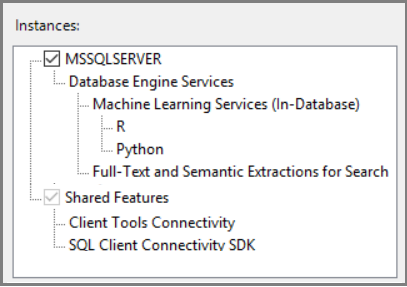 Instances:
MSSQLSERVER
Database Engine Services
Machine Learning Services (In-Database)
R
Python
Full-Text and Semantic Extractions for Search
Shared Features
Client Tools Connectivity
SQL Client Connectivity SDK